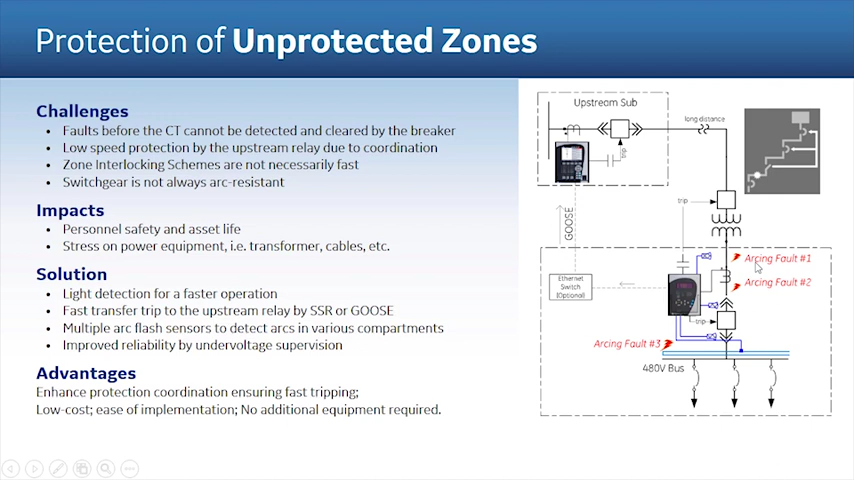 Protection of Unprotected Zones
Challenges
• Faults before the CT cannot be detected and cleared by the breaker
• Low speed protection by the upstream relay due to coordination
• Zone Interlocking Schemes are not necessarily fast
• Switchgear is not always arc-resistant
Impacts
• Personnel safety and asset life
• Stress on power equipment, i.e. transformer, cables, etc.
Solution
• Light detection for a faster operation
• Fast transfer trip to the upstream relay by SSR or GOOSE
• Multiple arc flash sensors to detect arcs in various compartments
• Improved reliability by undervoltage supervision
Advantages
Enhance protection coordination ensuring fast tripping;
Low-cost; ease of implementation; No additional equipment required.
Upstream Sub
long distance
trip
trip
GOOSE
Arcing Fault #1
Ethernet
Switch
(Optional)
Arcing Fault #2
trip
Arcing Fault #3
480V Bus